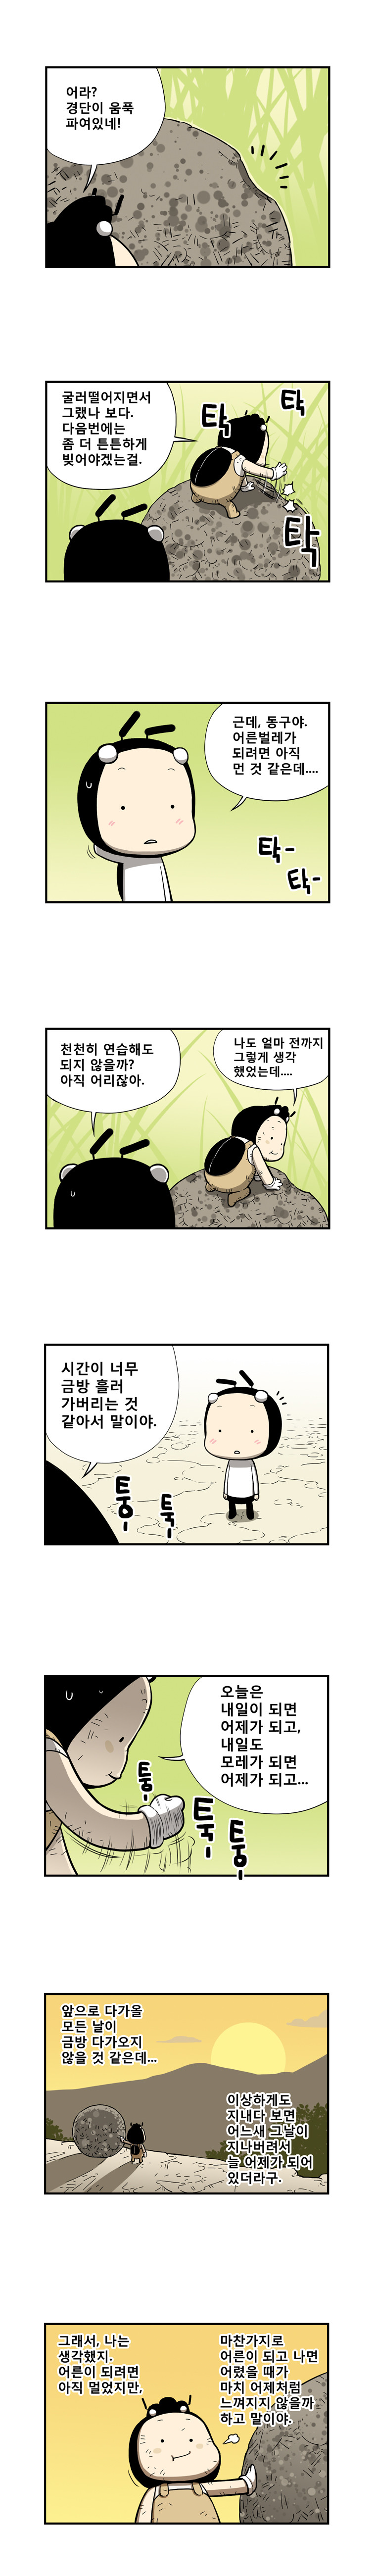 어라?
경단이 움푹
파여있네!
굴러떨어지면서
그랬나 보다.
다음번에는
좀 더 튼튼하게
빚어야겠는걸.
탁
탁
탁
근데, 동구야.
어른벌레가
되려면 아직
먼 것 같은데....
탁-
탁-
천천히 연습해도
되지 않을까?
아직 어리잖아.
나도 얼마 전까지
그렇게 생각
했었는데....
시간이 너무
금방 흘러
가버리는 것
같아서 말이야.
퉁-
툭-
오늘은
내일이 되면
어제가 되고,
내일도
모레가 되면
어제가 되고...
퉁-
툭-
퉁-
앞으로 다가올
모든 날이
금방 다가오지
않을 것 같은데...
이상하게도
지내다 보면
어느새 그날이
지나버려서
늘 어제가 되어
있더라구.
그래서, 나는
생각했지.
어른이 되려면
아직 멀었지만,
마찬가지로
어른이 되고 나면
어렸을 때가
마치 어제처럼
느껴지지 않을까
하고 말이야.